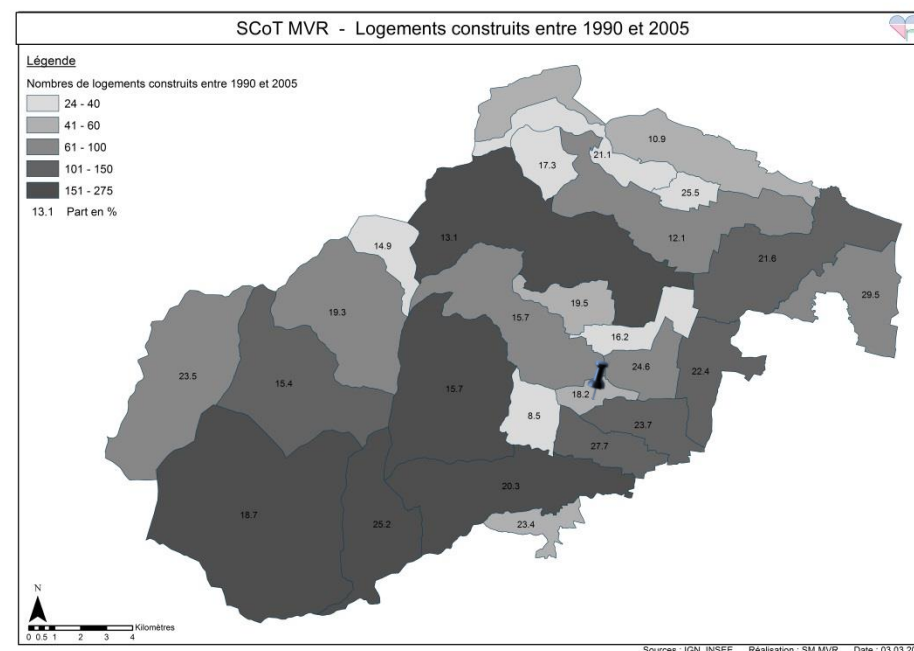 SCoT MVR - Logements construits entre 1990 et 2005
Légende
Nombres de logements construits entre 1990 et 2005
24 - 40
41 - 60
61 - 100
101 - 150
151 - 275
13.1 Part en %
10.9
21.1
17.3
25.5
13.1
12.1
14.9
21.6
29.5
19.5
19.3
15.7
16.2
24.6
22.4
23.5
15.4
15.7
18.2
8.5
23.7
27.7
20.3
18.7
25.2
23.4
N
Kilomètres
0 0.5 1 2 3 4
Sources : IGN, INSEE Réalisation : SM MVR Date : 03.03.20